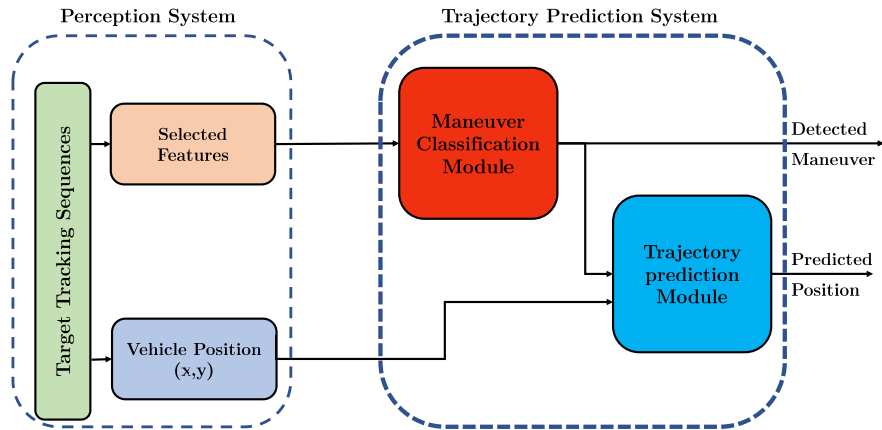 Perception System
Trajectory Prediction System
Target Tracking Sequences
Selected
Features
Vehicle Position
(x,y)
Maneuver
Classification
Module
Trajectory
prediction
Module
Detected
Maneuver
Predicted
Position